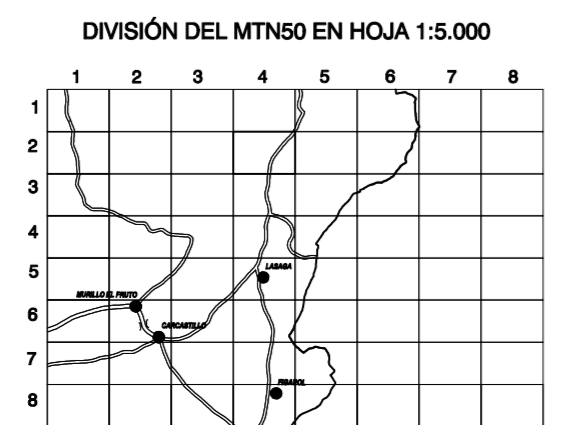 DIVISIÓN DEL MTN50 EN HOJA 1:5.000
1 2 3 4 5 6 7 8
1
2
3
4
5
LASAGA
MURILLO EL FRUTO
6
CARCASTILLO
7
FIGAROL
8